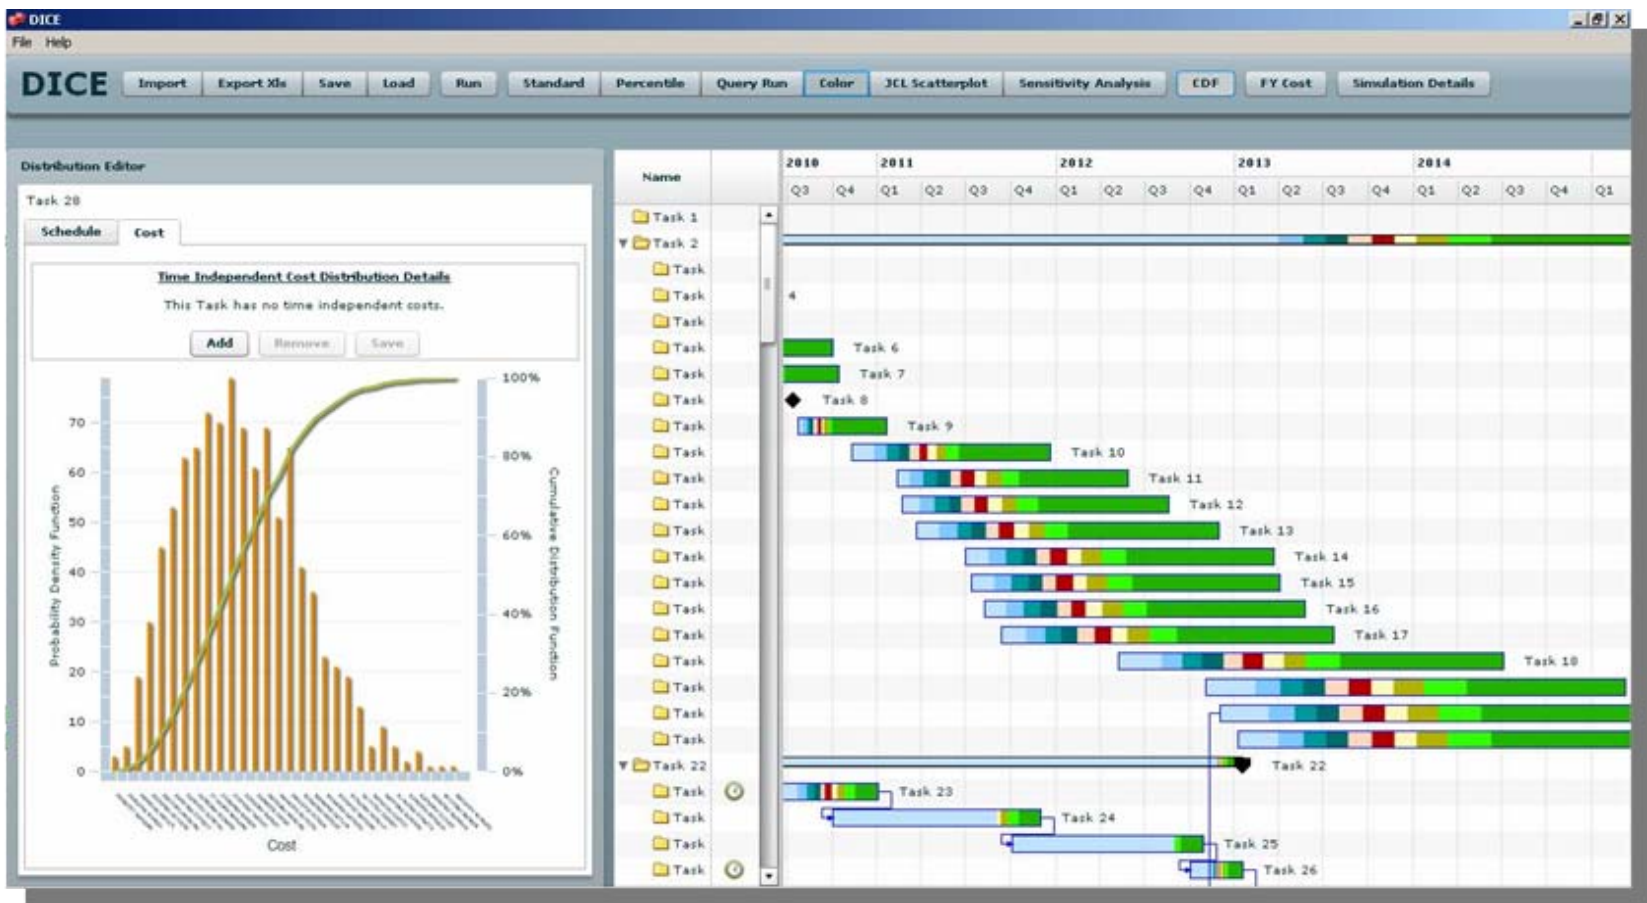 DICE
File Help
DICE Import Export Xls Save Load Run Standard Percentile Query Run Color JCL Scatterplot Sensitivity Analysis CDF FY Cost Simulation Details
Distribution Editor
Task 28
Schedule Cost
Time Independent Cost Distribution Details
This Task has no time independent costs.
Add Remove Save
100%
80%
60%
40%
20%
0%
70
60
50
40
30
20
10
0
Probability Density Function
Cumulative Distribution Function
Cost
Name
2010 2011 2012 2013 2014
Q3 Q4 Q1 Q2 Q3 Q4 Q1 Q2 Q3 Q4 Q1 Q2 Q3 Q4 Q1 Q2 Q3 Q4 Q1
Task 1
Task 2
Task
Task 4
Task
Task Task 6
Task Task 7
Task Task 8
Task Task 9
Task Task 10
Task Task 11
Task Task 12
Task Task 13
Task Task 14
Task Task 15
Task Task 16
Task Task 17
Task Task 18
Task
Task
Task
Task 22 Task 22
Task Task 23
Task Task 24
Task Task 25
Task Task 26